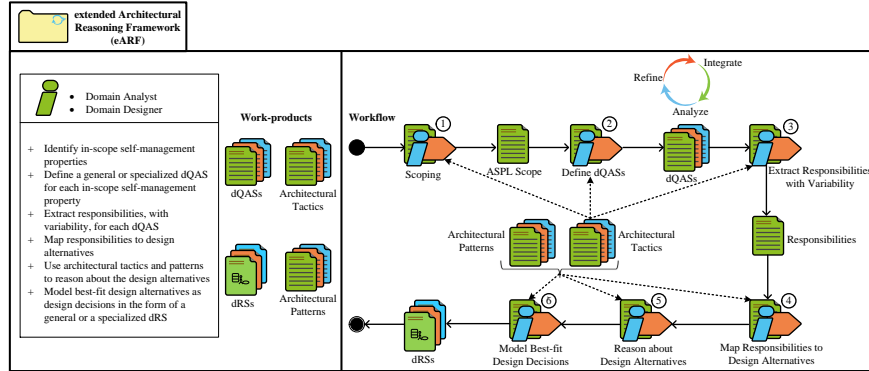 extended Architectural
Reasoning Framework
(eARF)
• Domain Analyst
• Domain Designer
+ Identify in-scope self-management
properties
+ Define a general or specialized dQAS
for each in-scope self-management
property
+ Extract responsibilities, with
variability, for each dQAS
+ Map responsibilities to design
alternatives
+ Use architectural tactics and patterns
to reason about the design alternatives
+ Model best-fit design alternatives as
design decisions in the form of a
general or a specialized dRS
Work-products
dQASs
Architectural
Tactics
dRSs
Architectural
Patterns
Workflow
Refine
Integrate
Analyze
1
Scoping
ASPL Scope
2
Define dQASs
dQASs
3
Extract Responsibilities
with Variability
Architectural
Patterns
Architectural
Tactics
Responsibilities
4
Map Responsibilities to
Design Alternatives
5
Reason about
Design Alternatives
6
Model Best-fit
Design Decisions
dRSs